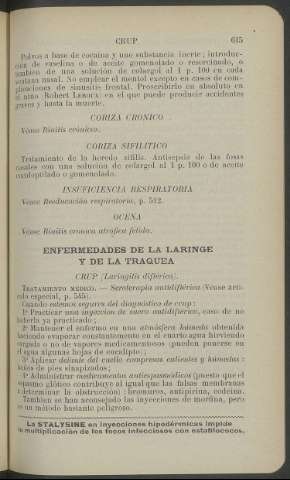 CRUP 615
Polvos a base de cocaína y una substancia inerte; introduc-
ción de vaselina o de aceite gomenolado o resorcinado, o
también de una solución de colargol al 1 p. 100 en cada
ventana nasal. No emplear el mentol excepto en casos de com-
plicaciones de sinusitis frontal. Proscribirlo en absoluto en
el niño Robert Leroux en el que puede producir accidentes
graves y hasta la muerte.
CORIZA CRONICO
Véase Rinitis crónicas.
CORIZA SIFILITICO
Tratamiento de la heredo sífilis. Antisepsia de las fosas
nasales con una solución de colargol al 1 p. 100 o de aceite
mentolado o gomenolado.
INSUFICIENCIA RESPIRATORIA
Véase Reeducación respiratoria, p. 512.
OCENA
Véase Rinitis cronica atrofica fetida.
ENFERMEDADES DE LA LARINGE
Y DE LA TRAQUEA
CRUP (Laringitis diftérica).
Tratamiento médico. — Seroterapia antidiftérica (Véase artí-
culo especial, p. 545).
Cuando estemos seguros del diagnóstico de crup:
1º Practicar una inyección de suero antidiftérico, caso de no
haberlo ya practicado;
2º Mantener el enfermo en una atmósfera húmeda obtenida
haciendo evaporar constantemente en el cuarto agua hirviendo
cargada o no de vapores medicamentosos (pueden ponerse en
el agua algunas hojas de eucalipto);
3º Aplicar delante del cuello compresas calientes y húmedas:
baños de pies sinapizados;
4º Administrar medicamentos antiespasmódicos (puesto que el
espasmo glótico contribuye al igual que las falsas membranas
a determinar la obstrucción): bromuros, antipirina, codeína.
También se han aconsejado las inyecciones de morfina, pero
es un método bastante peligroso.
La STALYSINE en inyecciones hipodérmicas impide
la multiplicación de los focos infecciosos con estafilococos.